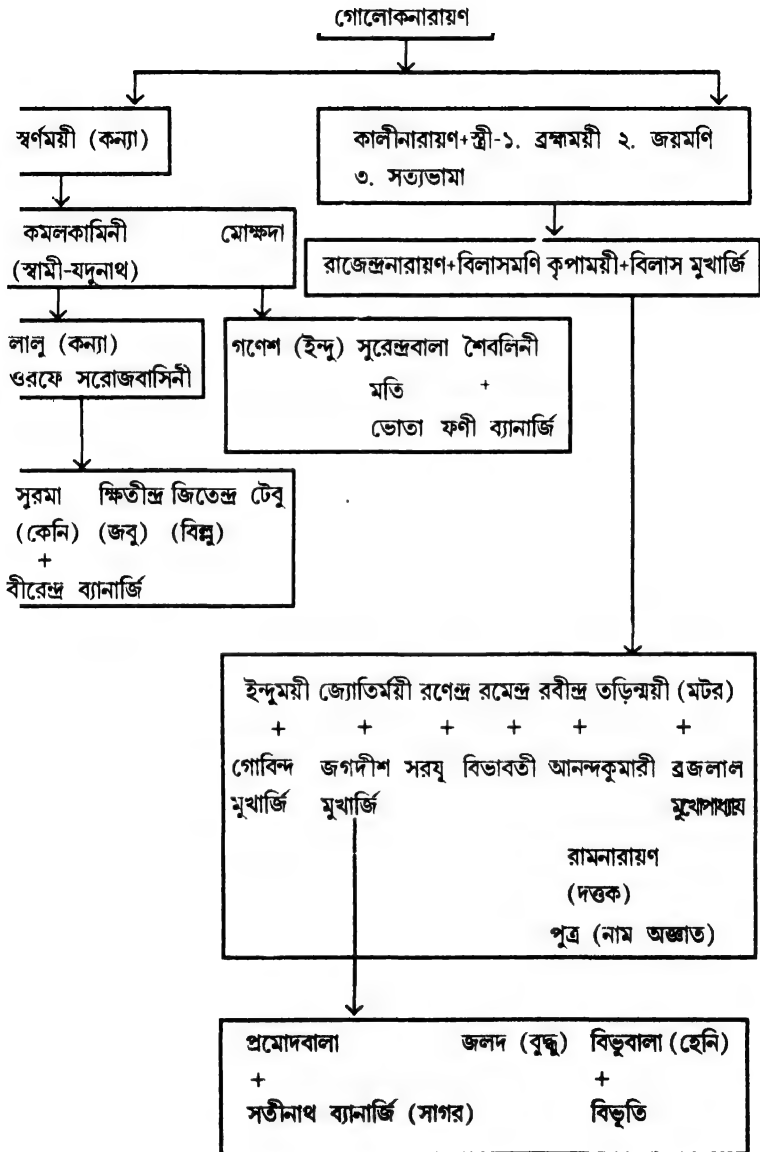 গোলোকনারায়ণ
স্বর্ণময়ী (কন্যা)
কালীনারায়ণ+স্ত্রী-১. ব্রহ্মময়ী ২. জয়মণি
৩. সত্যভামা
কমলকামিনী মোক্ষদা
(স্বামী-যদুনাথ)
রাজেন্দ্রনারায়ণ+বিলাসমণি কৃপাময়ী+বিলাস মুখার্জি
লালু (কন্যা)
ওরফে সরোজবাসিনী
গণেশ (ইন্দু) সুরেন্দ্রবালা শৈবলিনী
মতি +
ভোতা ফণী ব্যানার্জি
সুরমা ক্ষিতীন্দ্র জিতেন্দ্র টেবু
(কেনি) (জবু) (বিল্লু)
+
বীরেন্দ্র ব্যানার্জি
ইন্দুময়ী জ্যোতির্ময়ী রণেন্দ্র রমেন্দ্র রবীন্দ্র তড়িন্ময়ী (মটর)
+ + + + + +
গোবিন্দ জগদীশ সরযূ বিভাবতী আনন্দকুমারী ব্রজলাল
মুখার্জি মুখার্জি মুখোপাধ্যায়
রামনারায়ণ
(দত্তক)
পুত্র (নাম অজ্ঞাত)
প্রমোদবালা জলদ (বুদ্ধু) বিভুবালা (হেনি)
+ +
সতীনাথ ব্যানার্জি (সাগর) বিভূতি